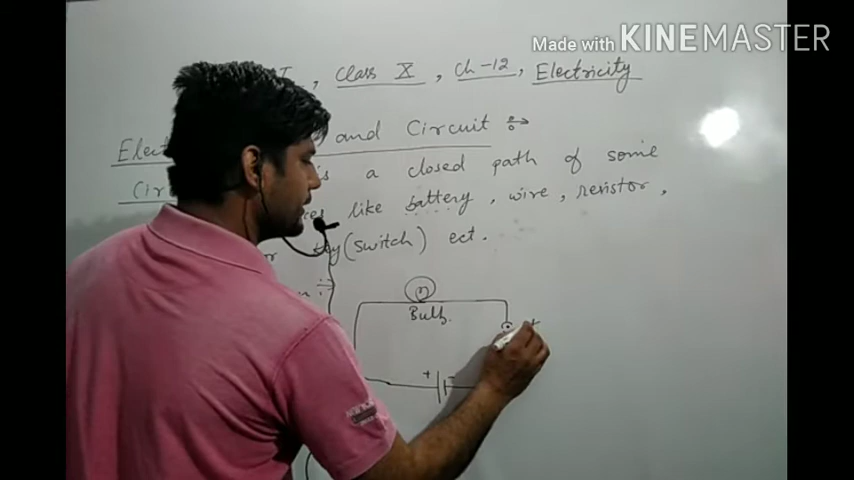 Made with KINEMASTER
, Class X , Ch-12 , Electricity
and Circuit
is a closed path of some
like battery , wire , resistor ,
(switch) ect.
Bulb.
+ -